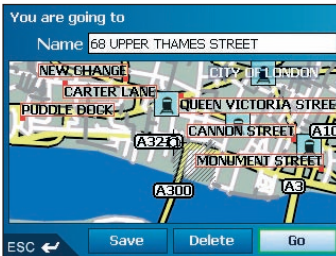 You are going to
Name 68 UPPER THAMES STREET
NEW CHANGE
CITY OF LONDON
CARTER LANE
PUDDLE DOCK
QUEEN VICTORIA STREE
CANNON STREET
A10
MONUMENT STREET
A300
A3
ESC
Save
Delete
Go